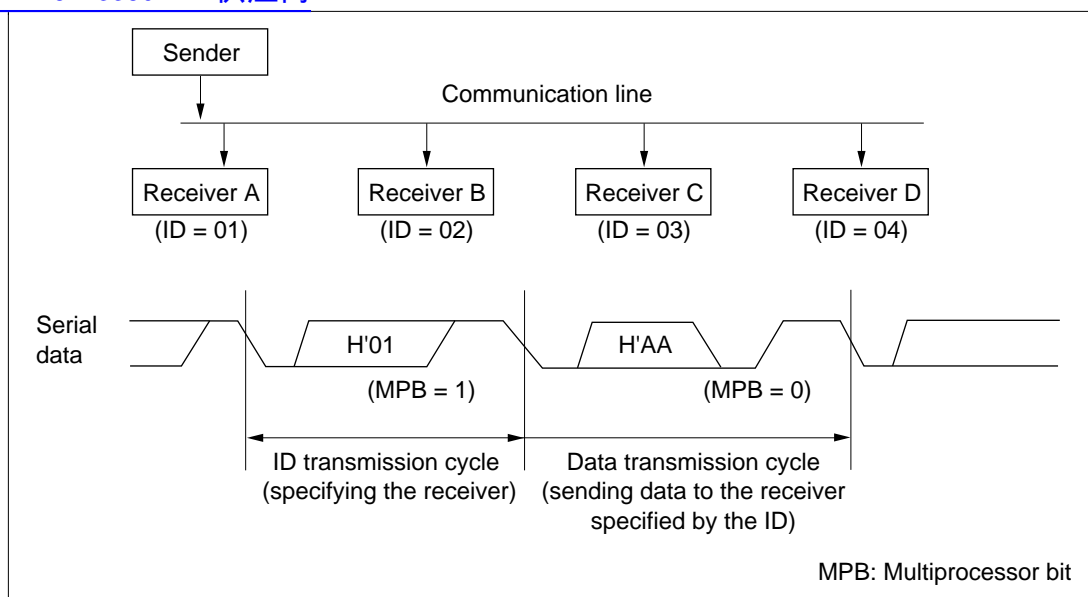 Sender
Communication line
Receiver A
Receiver B
Receiver C
Receiver D
(ID = 01)
(ID = 02)
(ID = 03)
(ID = 04)
Serial
data
H'01
H'AA
(MPB = 1)
(MPB = 0)
ID transmission cycle
(specifying the receiver)
Data transmission cycle
(sending data to the receiver
specified by the ID)
MPB: Multiprocessor bit